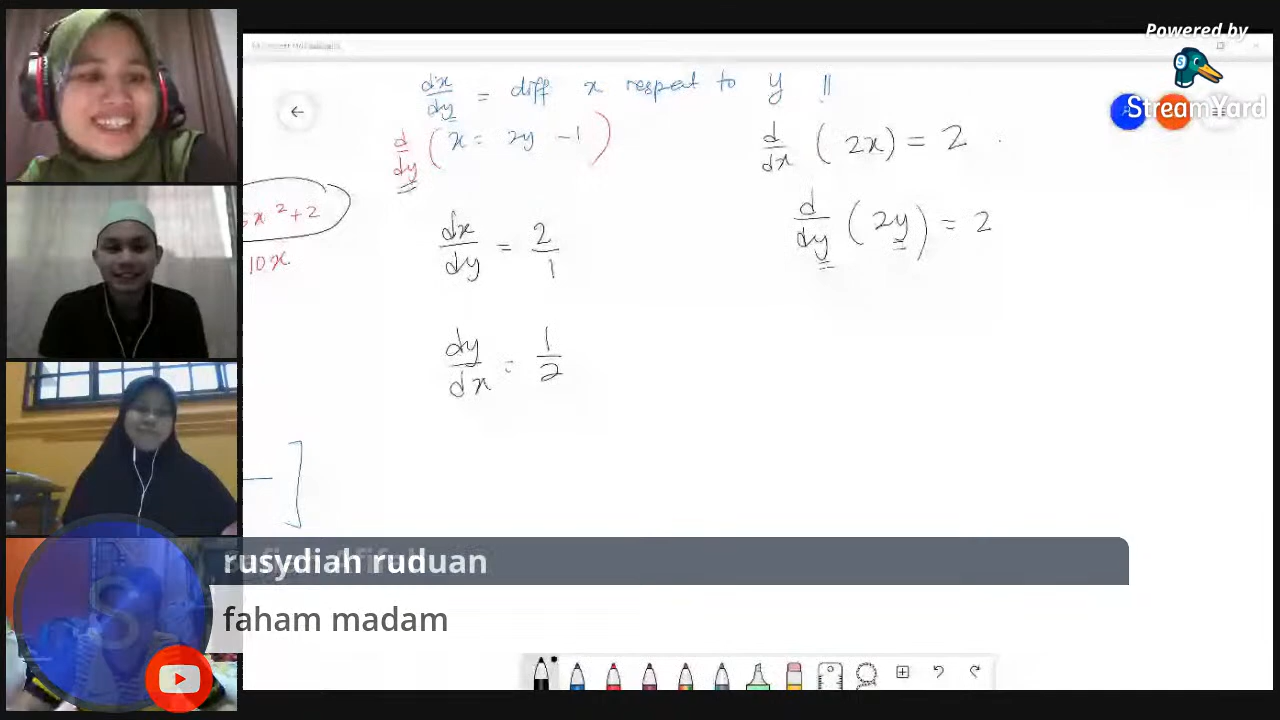 Powered by
StreamYard
dx/dy = diff x respect to y !!
d/dy ( x = 2y - 1 )
d/dx ( 2x ) = 2
x² + 2
10x
dx/dy = 2/1
d/dy ( 2y ) = 2
dy/dx = 1/2
]
S
rusydiah ruduan
faham madam